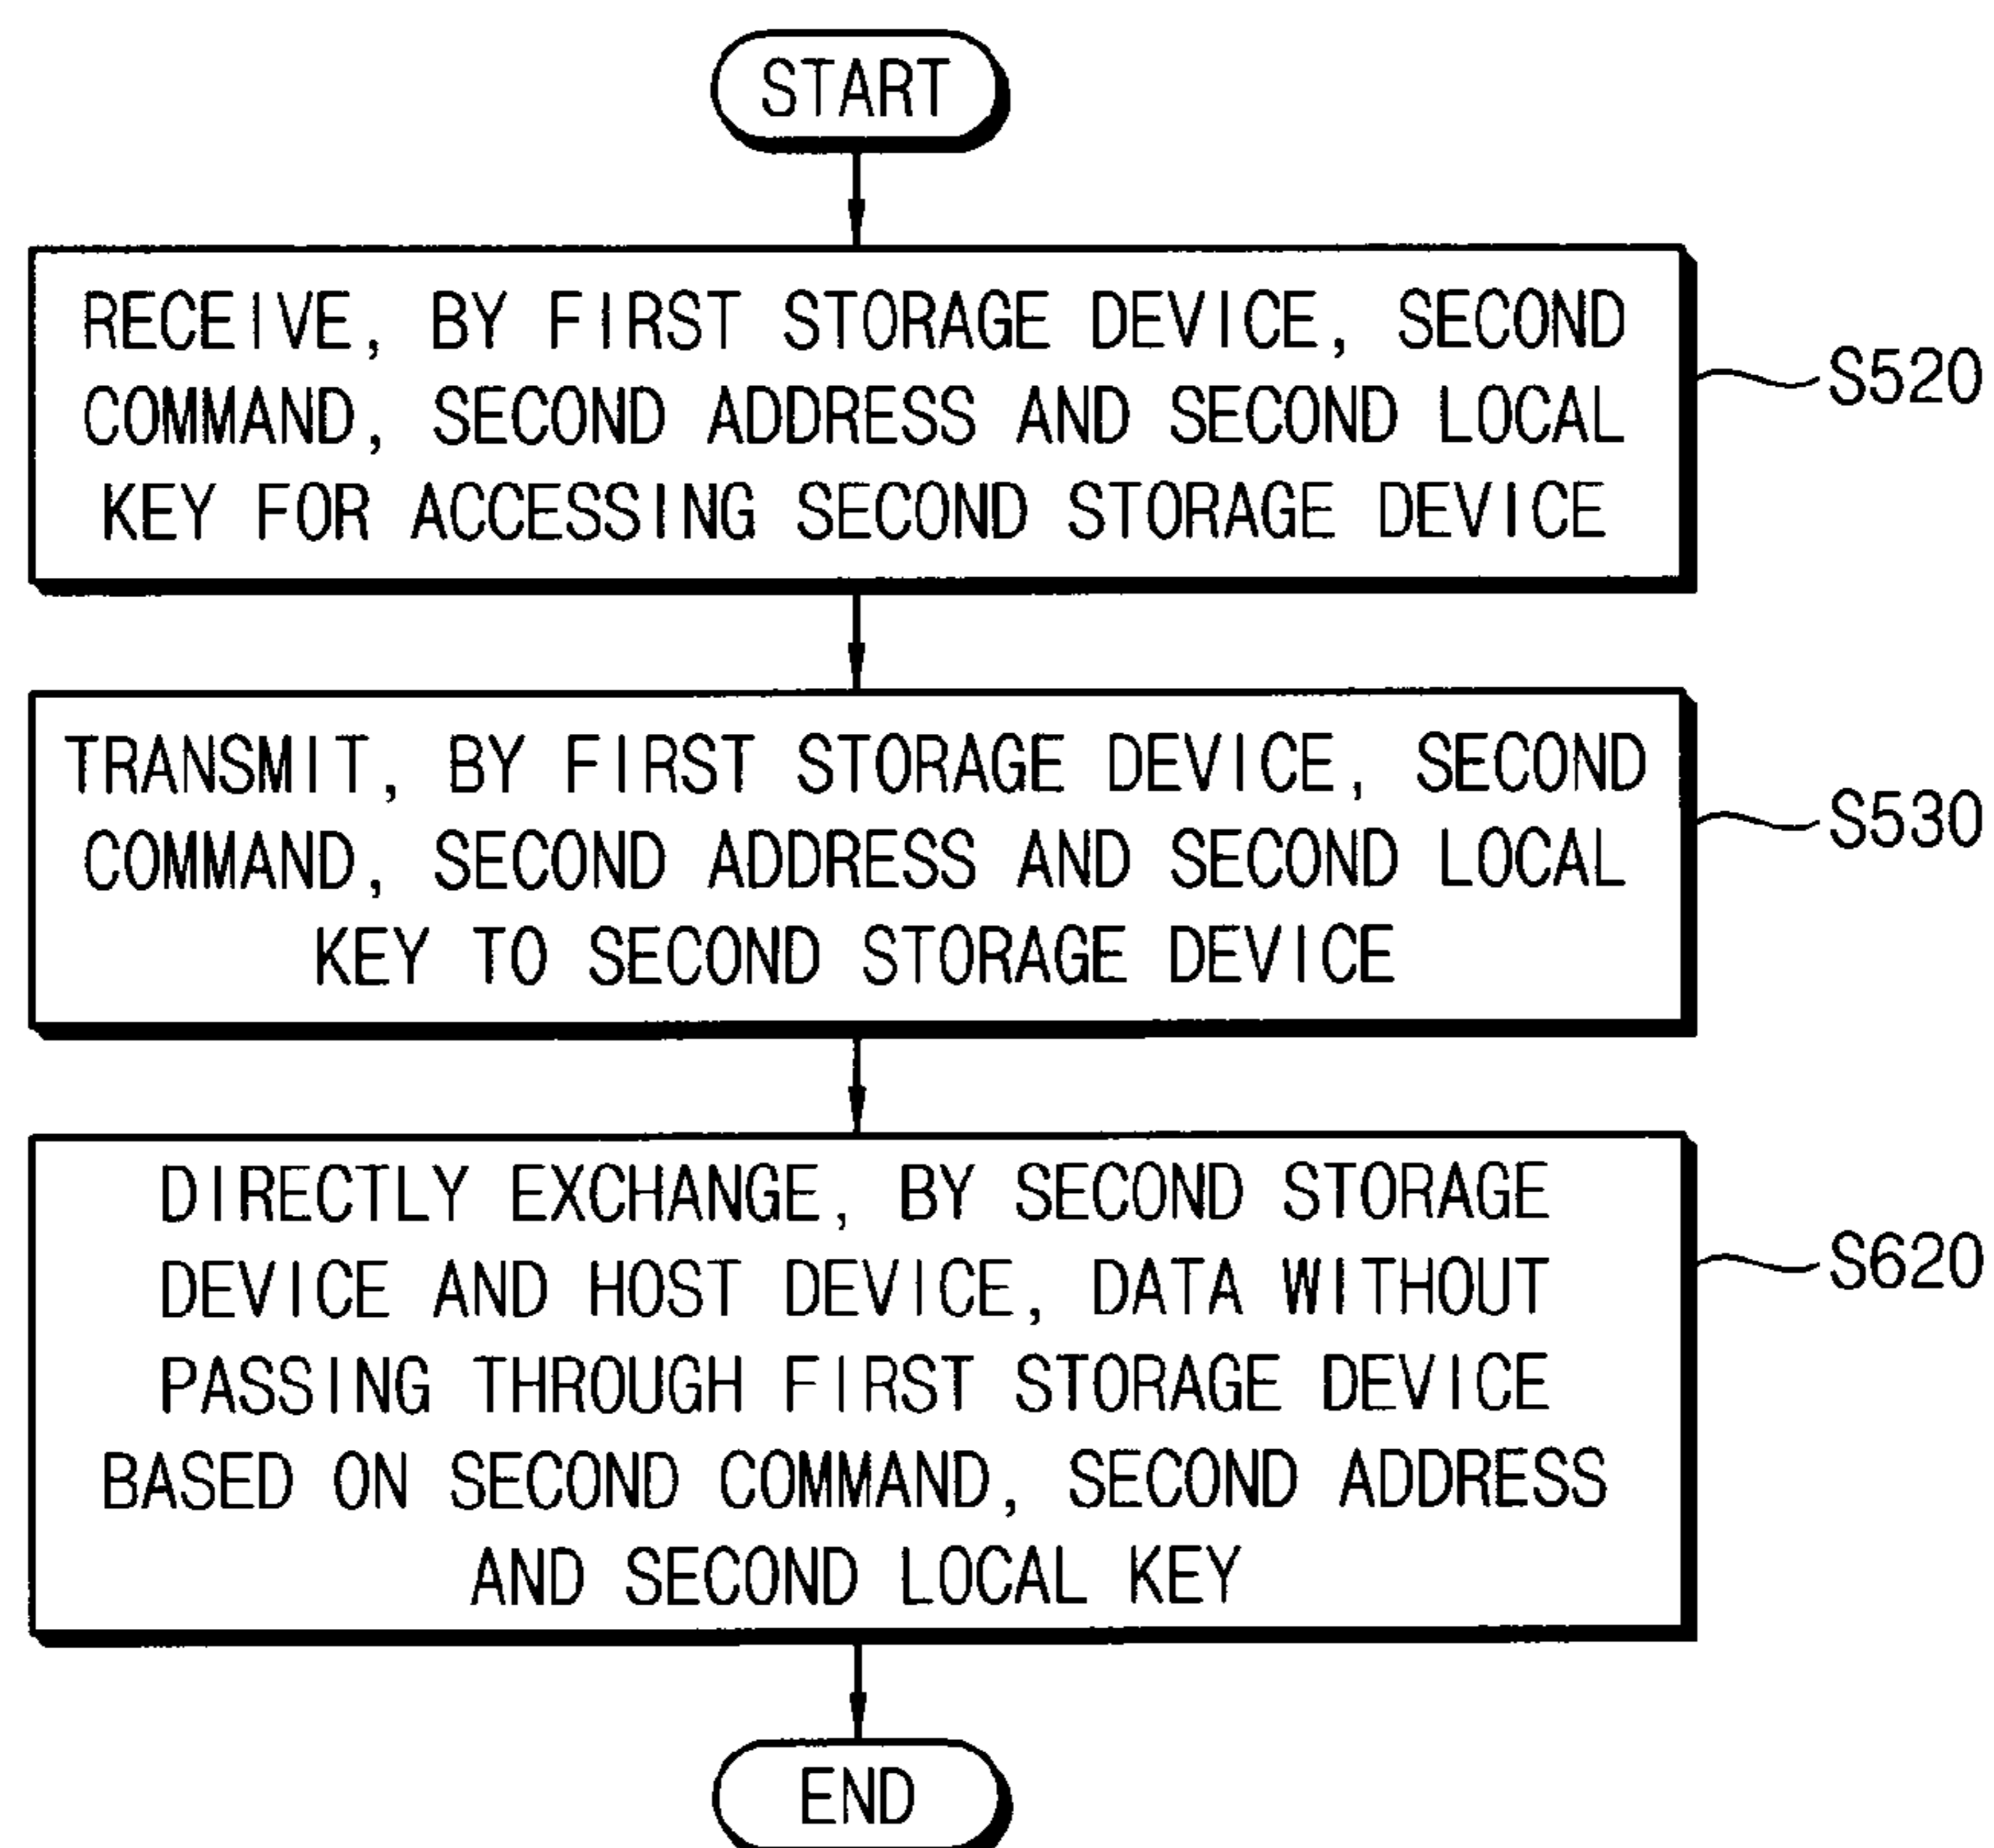 START
RECEIVE, BY FIRST STORAGE DEVICE, SECOND
COMMAND, SECOND ADDRESS AND SECOND LOCAL
KEY FOR ACCESSING SECOND STORAGE DEVICE
S520
TRANSMIT, BY FIRST STORAGE DEVICE, SECOND
COMMAND, SECOND ADDRESS AND SECOND LOCAL
KEY TO SECOND STORAGE DEVICE
S530
DIRECTLY EXCHANGE, BY SECOND STORAGE
DEVICE AND HOST DEVICE, DATA WITHOUT
PASSING THROUGH FIRST STORAGE DEVICE
BASED ON SECOND COMMAND, SECOND ADDRESS
AND SECOND LOCAL KEY
S620
END